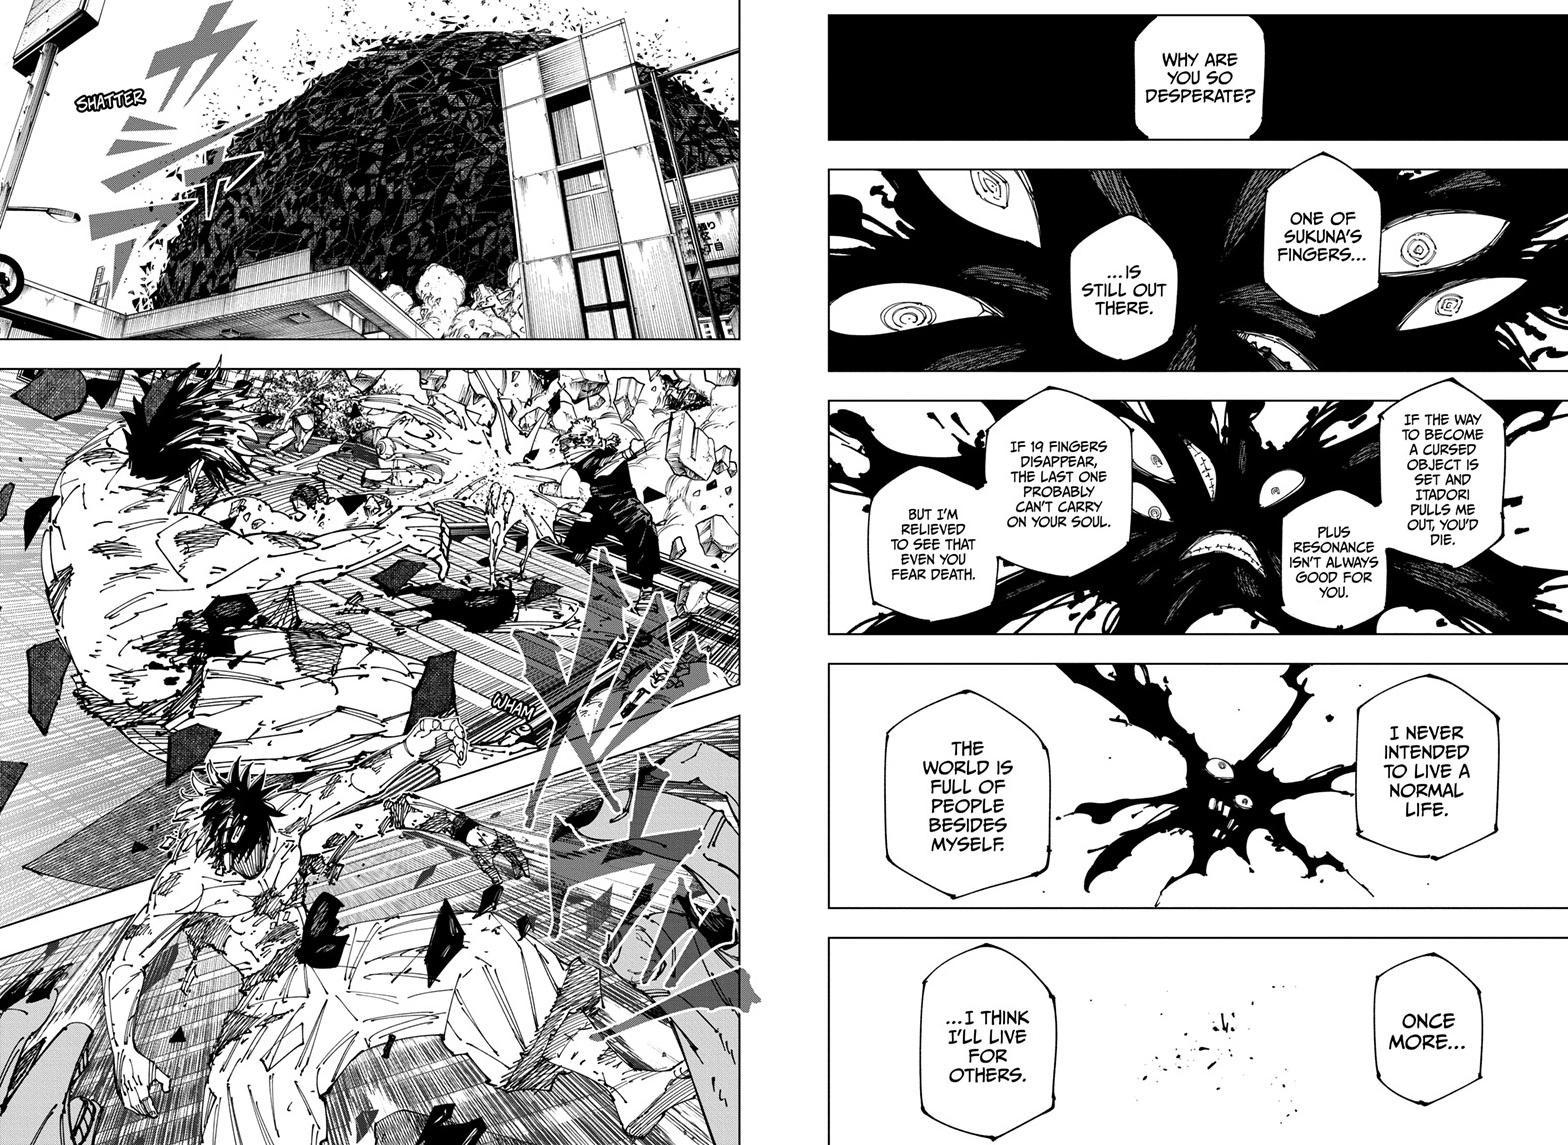 WHY ARE
YOU SO
DESPERATE?
ONE OF
SUKUNA'S
FINGERS...
...IS
STILL OUT
THERE.
IF THE WAY
TO BECOME
A CURSED
OBJECT IS
SET AND
ITADORI
PULLS ME
OUT, YOU'D
DIE.
PLUS
RESONANCE
ISN'T ALWAYS
GOOD FOR
YOU.
IF 19 FINGERS
DISAPPEAR,
THE LAST ONE
PROBABLY
CAN'T CARRY
ON YOUR SOUL.
BUT I'M
RELIEVED
TO SEE THAT
EVEN YOU
FEAR DEATH.
I NEVER
INTENDED
TO LIVE A
NORMAL
LIFE.
THE
WORLD IS
FULL OF
PEOPLE
BESIDES
MYSELF.
ONCE
MORE...
...I THINK
I'LL LIVE
FOR
OTHERS.
SHATTER
WHAM